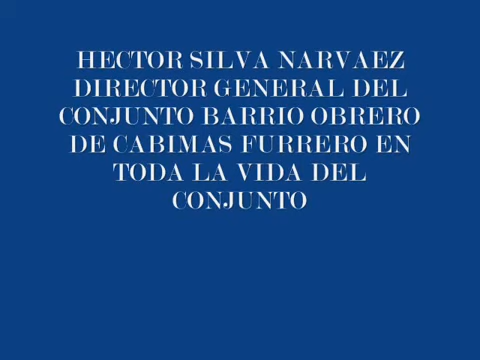 HECTOR SILVA NARVAEZ
DIRECTOR GENERAL DEL
CONJUNTO BARRIO OBRERO
DE CABIMAS FURRERO EN
TODA LA VIDA DEL
CONJUNTO